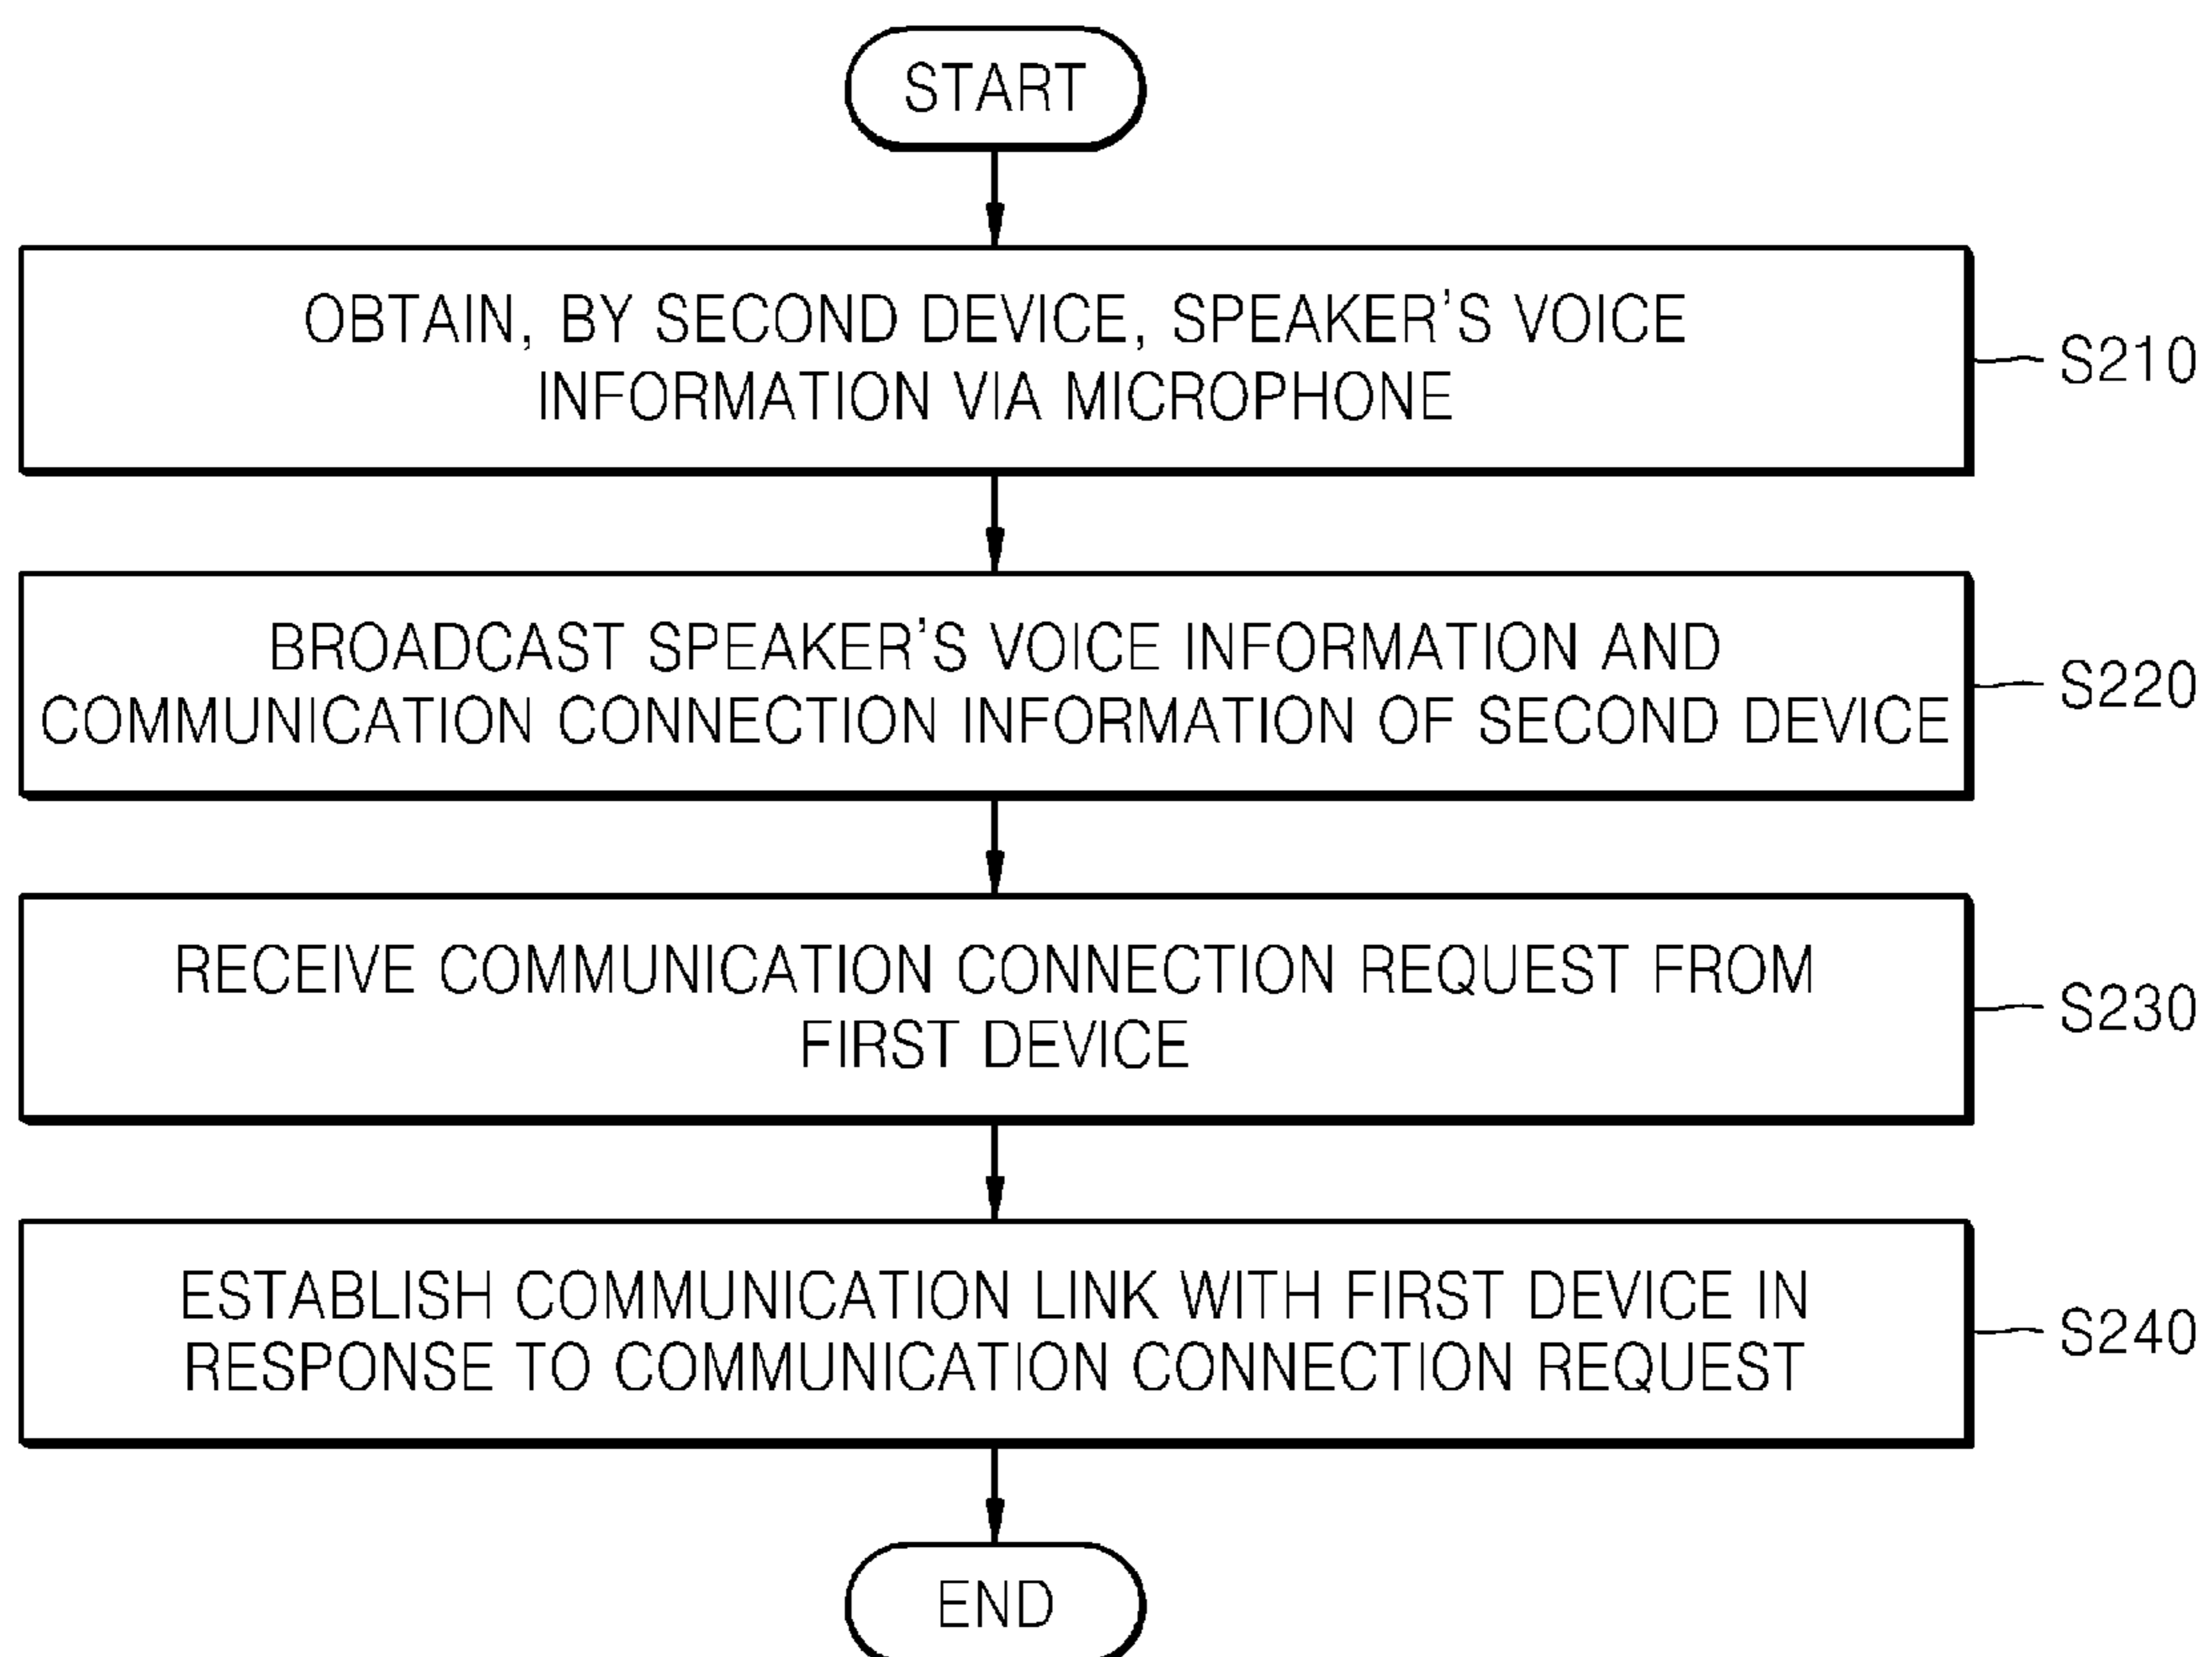 START
OBTAIN, BY SECOND DEVICE, SPEAKER'S VOICE
INFORMATION VIA MICROPHONE
S210
BROADCAST SPEAKER'S VOICE INFORMATION AND
COMMUNICATION CONNECTION INFORMATION OF SECOND DEVICE
S220
RECEIVE COMMUNICATION CONNECTION REQUEST FROM
FIRST DEVICE
S230
ESTABLISH COMMUNICATION LINK WITH FIRST DEVICE IN
RESPONSE TO COMMUNICATION CONNECTION REQUEST
S240
END